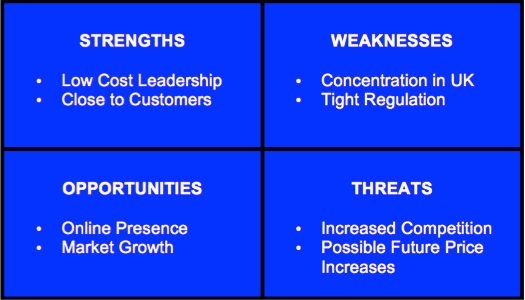 STRENGTHS
• Low Cost Leadership
• Close to Customers
WEAKNESSES
• Concentration in UK
• Tight Regulation
OPPORTUNITIES
• Online Presence
• Market Growth
THREATS
• Increased Competition
• Possible Future Price
Increases